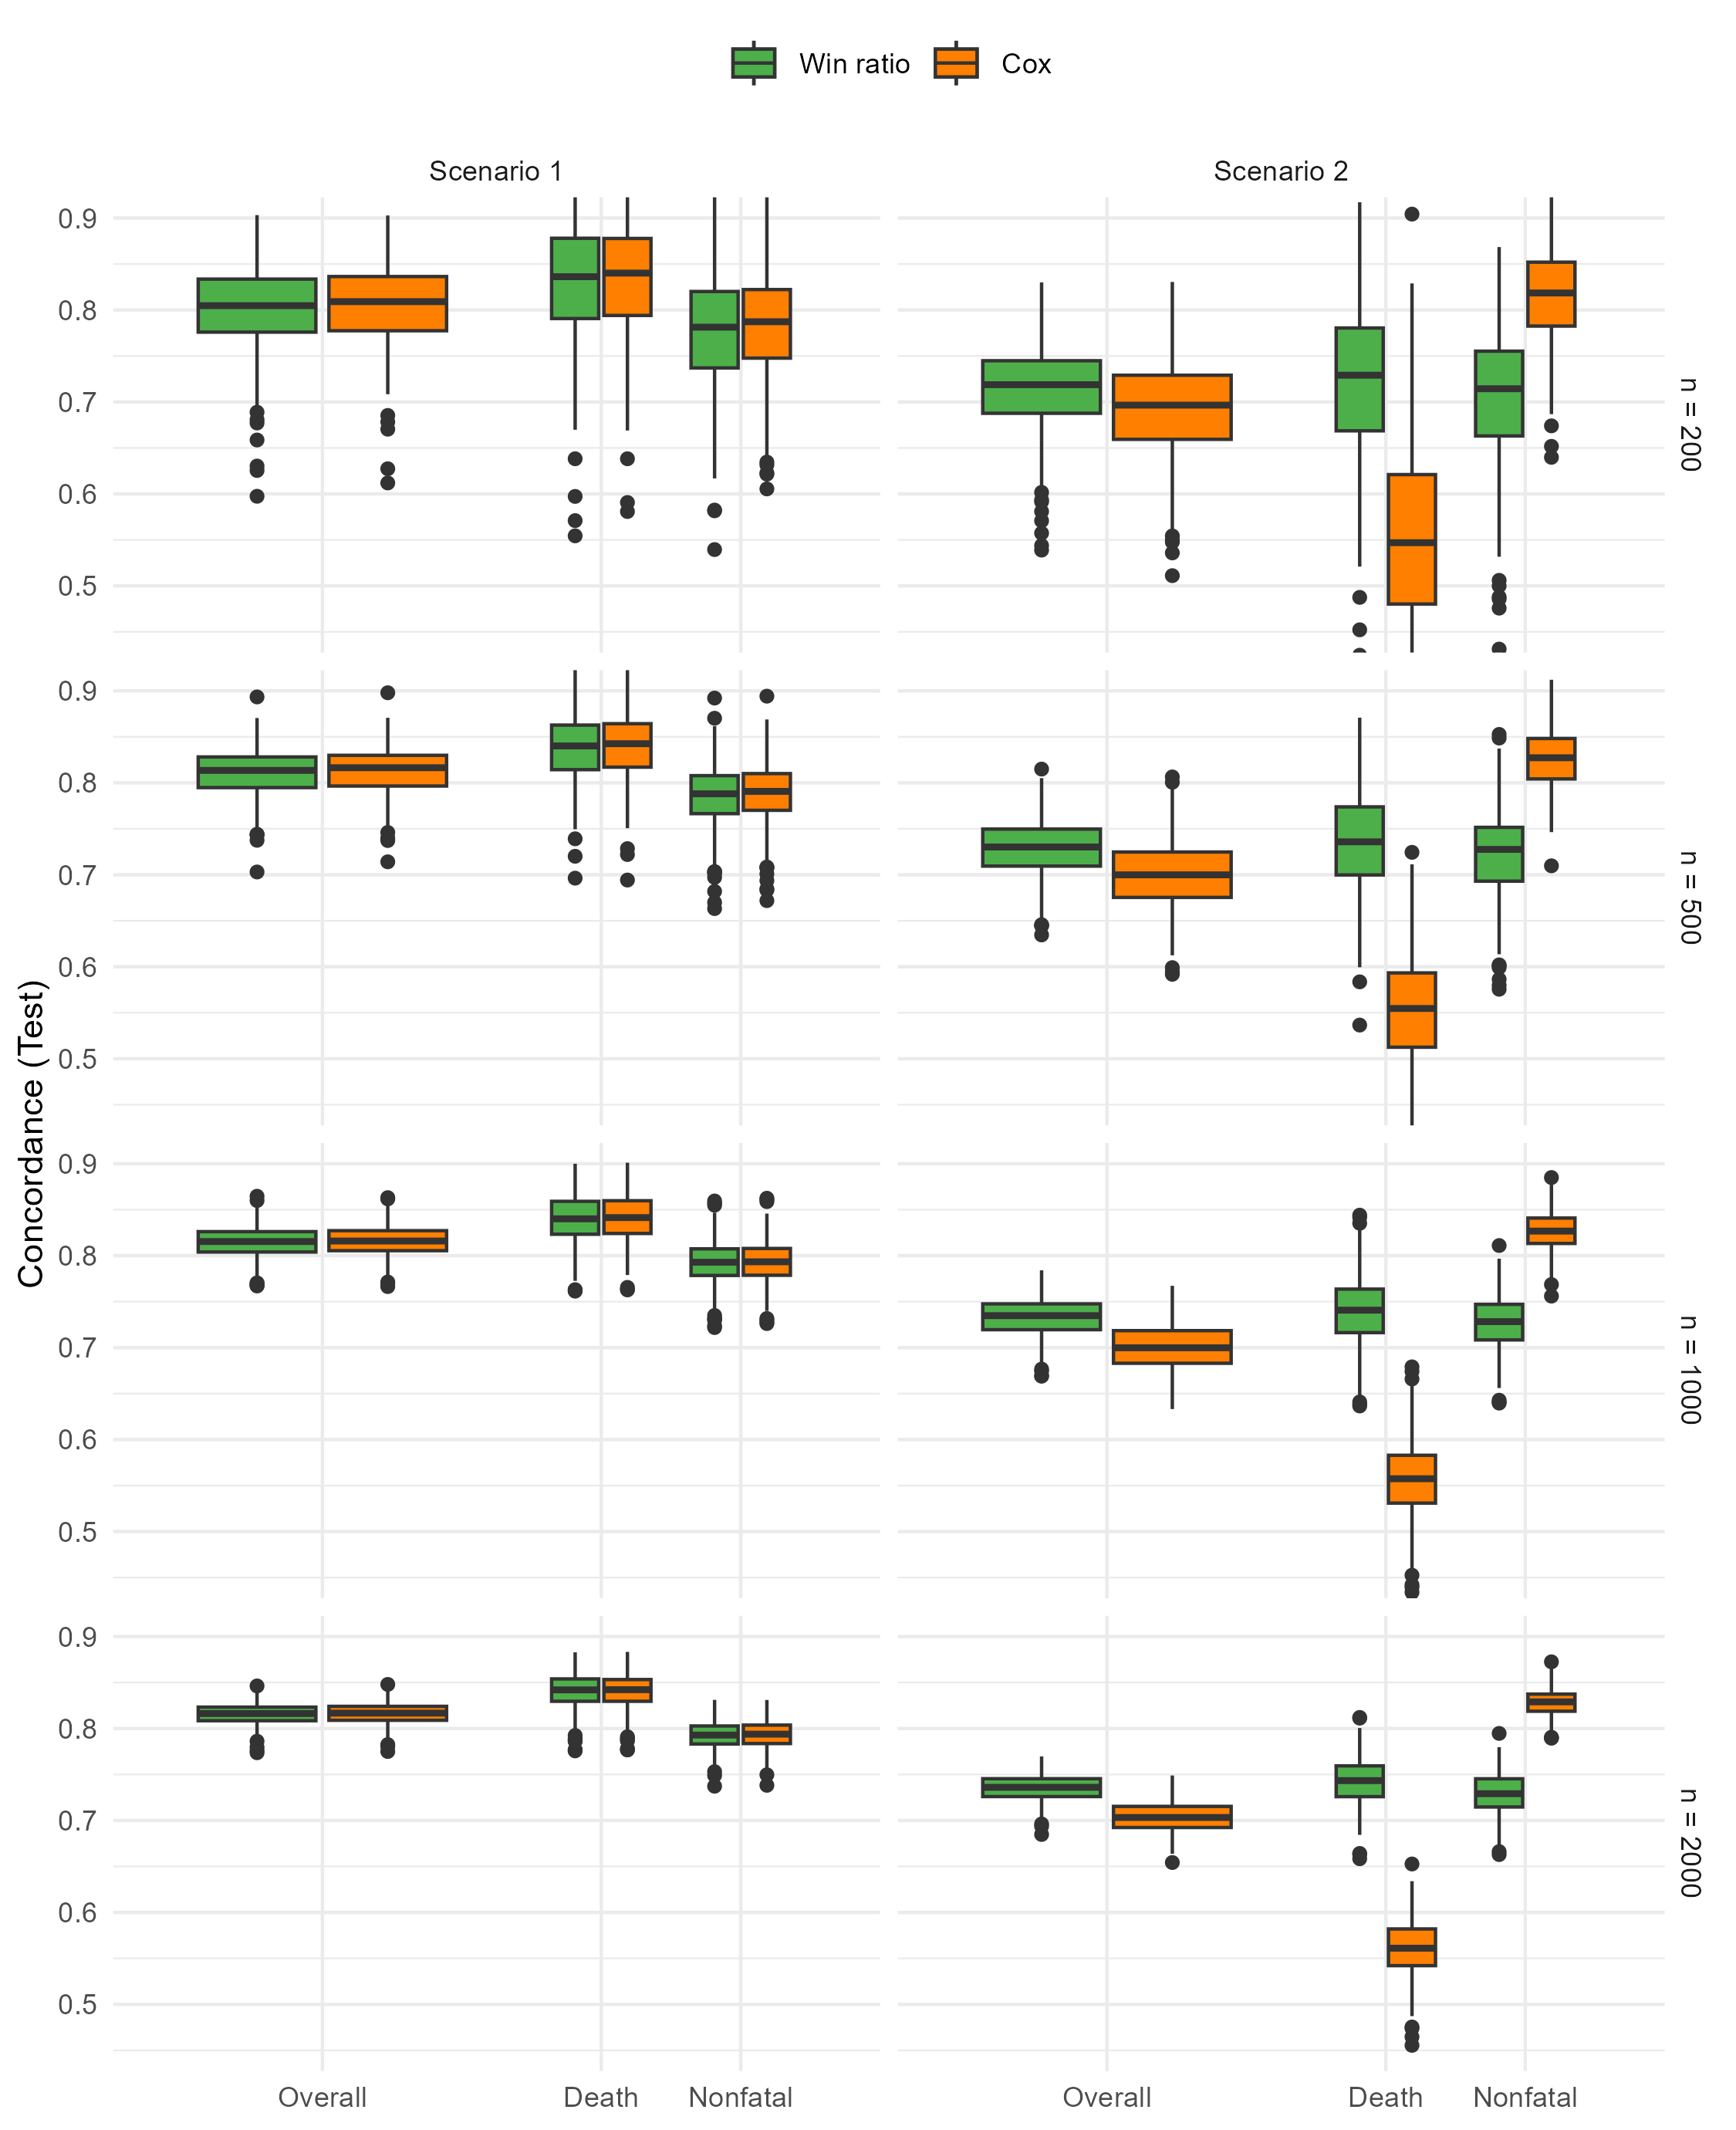 Win ratio Cox
Scenario 1 Scenario 2
Concordance (Test)
0.9
0.8
0.7
0.6
0.5
n = 200
0.9
0.8
0.7
0.6
0.5
n = 500
0.9
0.8
0.7
0.6
0.5
n = 1000
0.9
0.8
0.7
0.6
0.5
n = 2000
Overall Death Nonfatal Overall Death Nonfatal